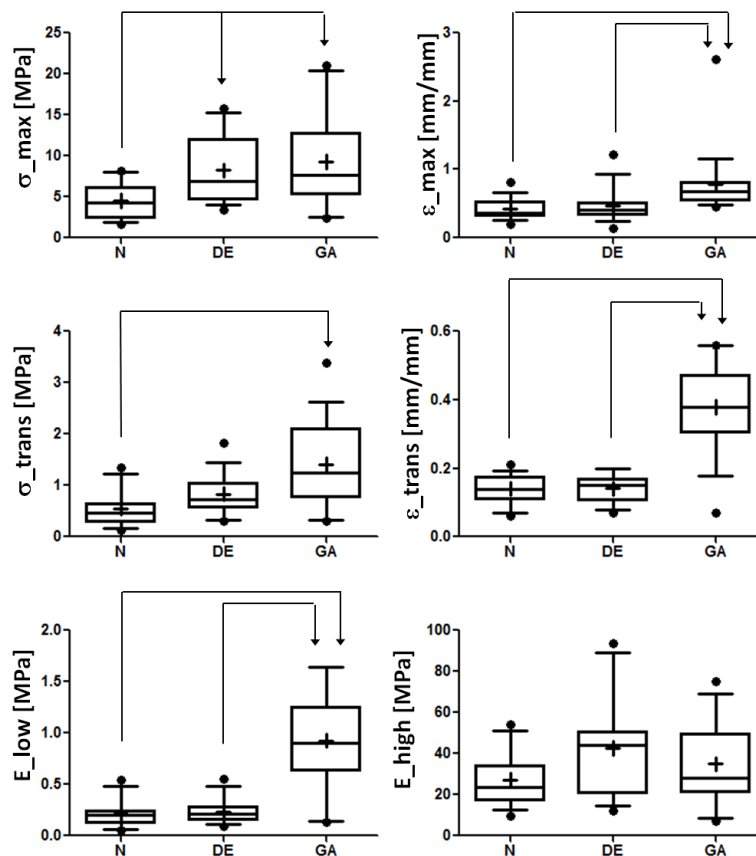 σ_max [MPa]
25
20
15
10
5
0
N DE GA
ε_max [mm/mm]
3
2
1
0
N DE GA
σ_trans [MPa]
4
3
2
1
0
N DE GA
ε_trans [mm/mm]
0.6
0.4
0.2
0.0
N DE GA
E_low [MPa]
2.0
1.5
1.0
0.5
0.0
N DE GA
E_high [MPa]
100
80
60
40
20
0
N DE GA